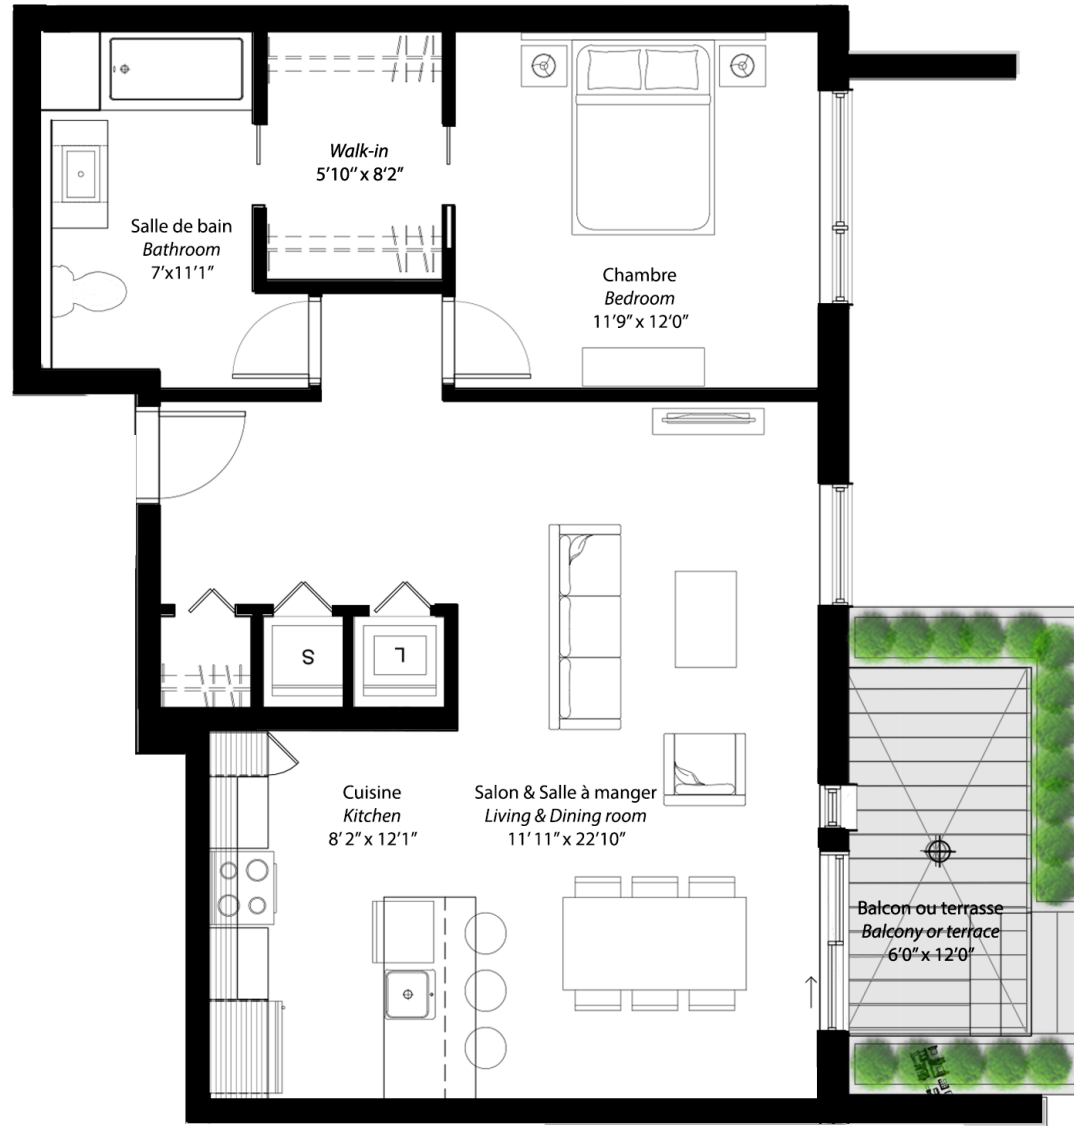 Walk-in
5'10" x 8'2"
Salle de bain
Bathroom
7'x11'1"
Chambre
Bedroom
11'9" x 12'0"
S
L
Cuisine
Kitchen
8' 2" x 12'1"
Salon & Salle à manger
Living & Dining room
11' 11" x 22'10"
Balcon ou terrasse
Balcony or terrace
6'0" x 12'0"